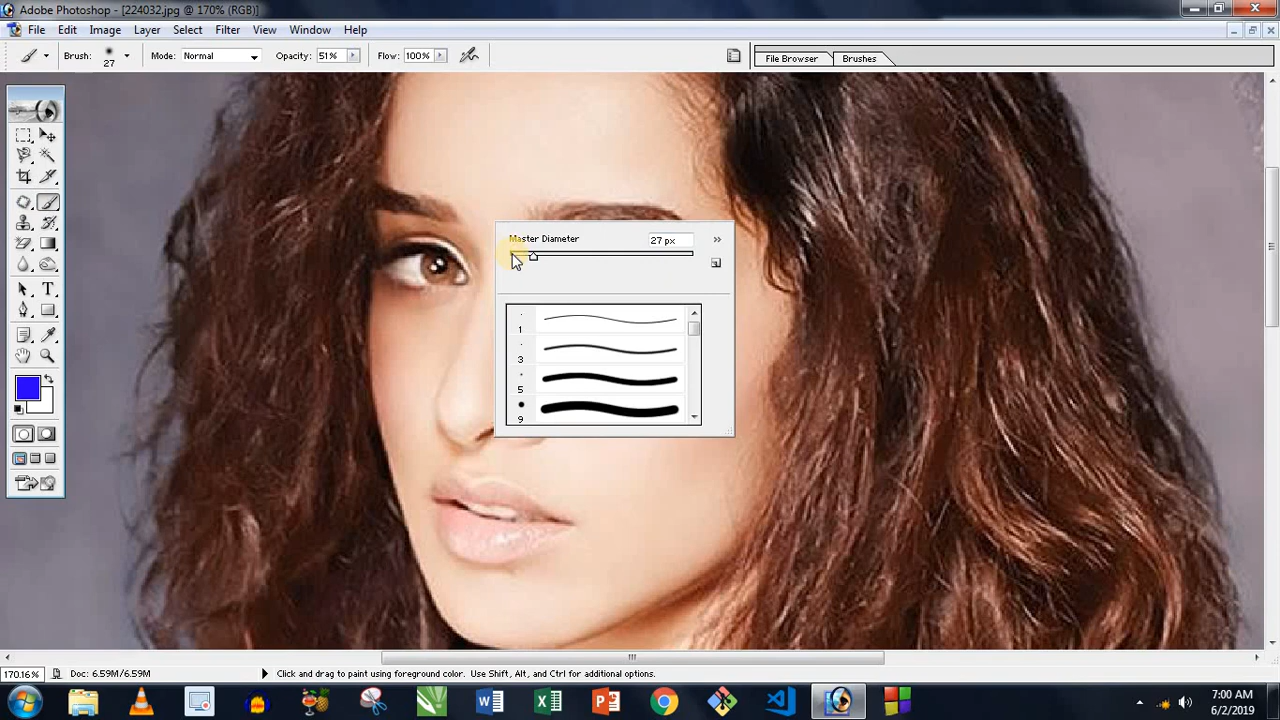 Adobe Photoshop - [224032.jpg @ 170% (RGB)]
File Edit Image Layer Select Filter View Window Help
Brush: 27 Mode: Normal Opacity: 51% Flow: 100% File Browser Brushes
Master Diameter 27 px
1
3
5
9
170.16% Doc: 6.59M/6.59M Click and drag to paint using foreground color. Use Shift, Alt, and Ctrl for additional options.
7:00 AM
6/2/2019